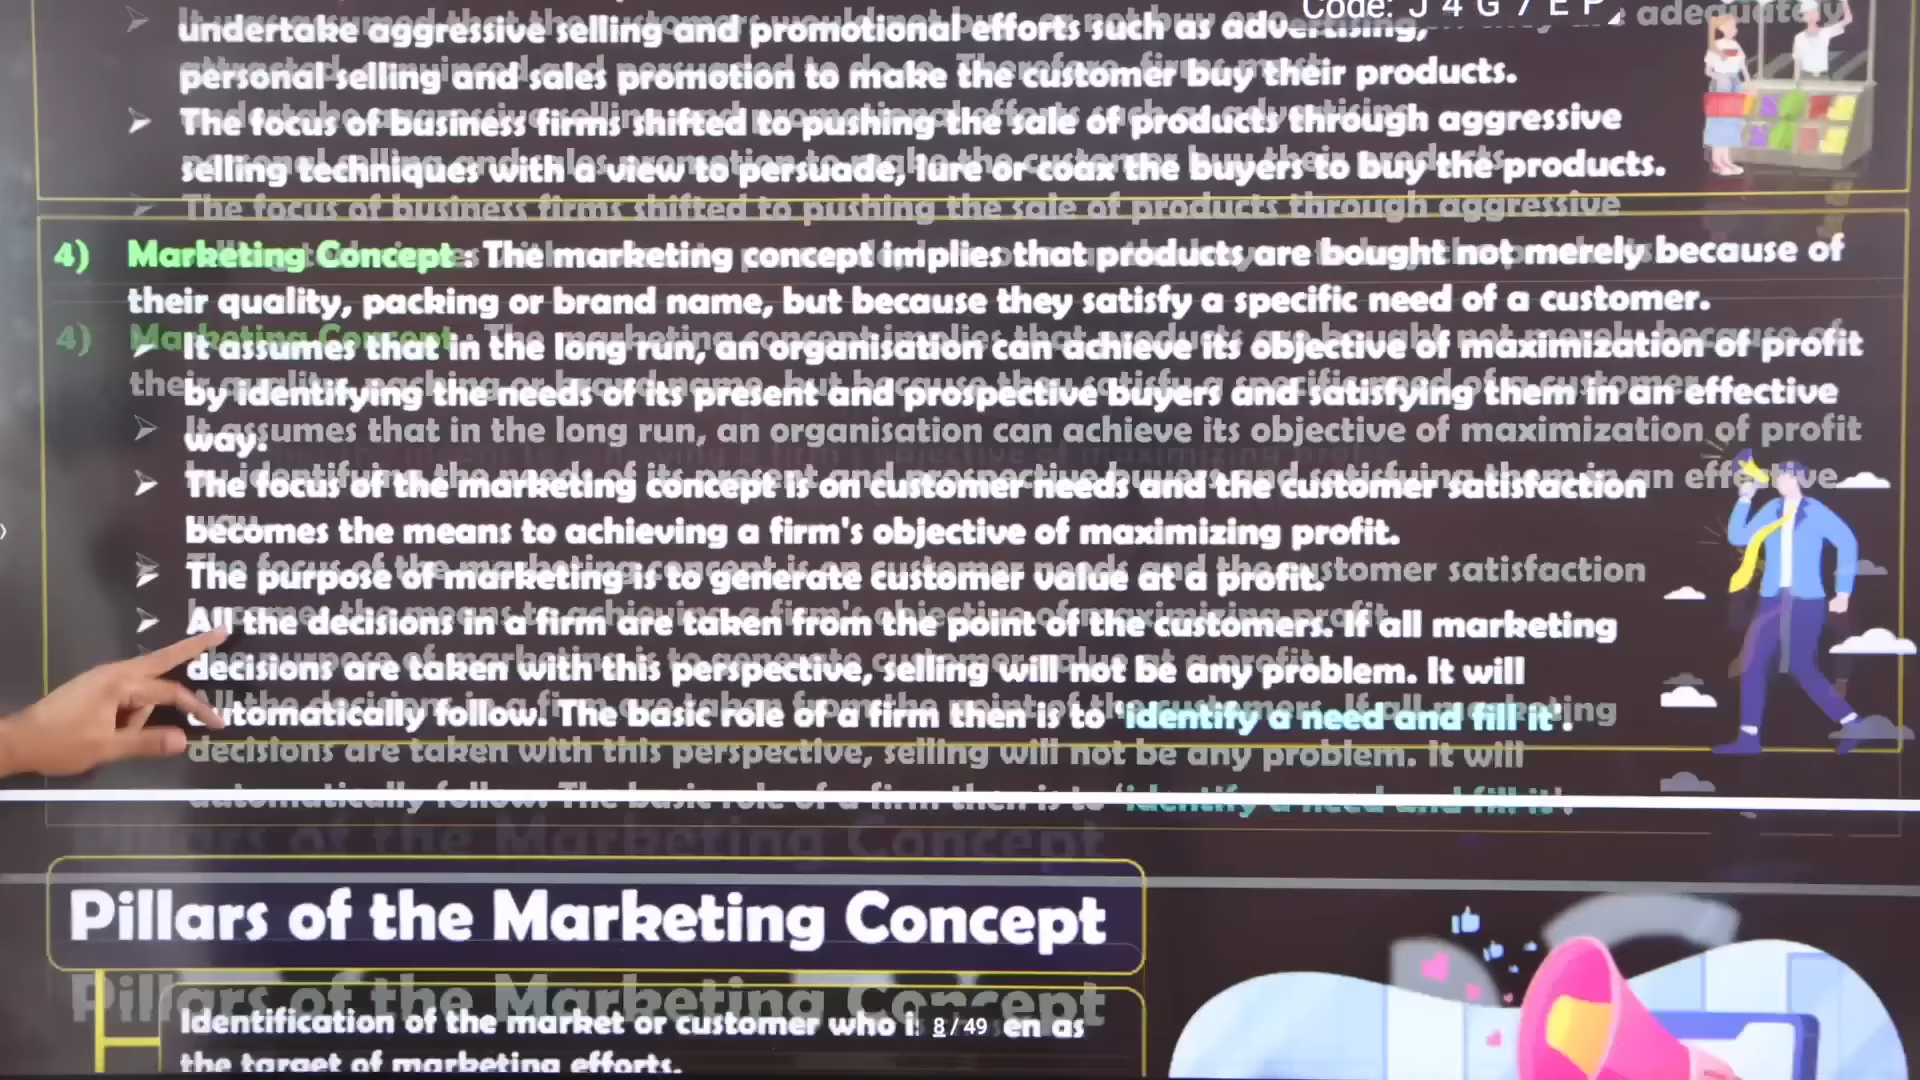 Code: J 4 G 7 E P
undertake aggressive selling and promotional efforts such as advertising,
personal selling and sales promotion to make the customer buy their products.
The focus of business firms shifted to pushing the sale of products through aggressive
selling techniques with a view to persuade, lure or coax the buyers to buy the products.
4) Marketing Concept : The marketing concept implies that products are bought not merely because of
their quality, packing or brand name, but because they satisfy a specific need of a customer.
It assumes that in the long run, an organisation can achieve its objective of maximization of profit
by identifying the needs of its present and prospective buyers and satisfying them in an effective
way.
The focus of the marketing concept is on customer needs and the customer satisfaction
becomes the means to achieving a firm's objective of maximizing profit.
The purpose of marketing is to generate customer value at a profit.
All the decisions in a firm are taken from the point of the customers. If all marketing
decisions are taken with this perspective, selling will not be any problem. It will
automatically follow. The basic role of a firm then is to 'identify a need and fill it'.
Pillars of the Marketing Concept
Identification of the market or customer who i 8 / 49 en as
the target of marketing efforts.